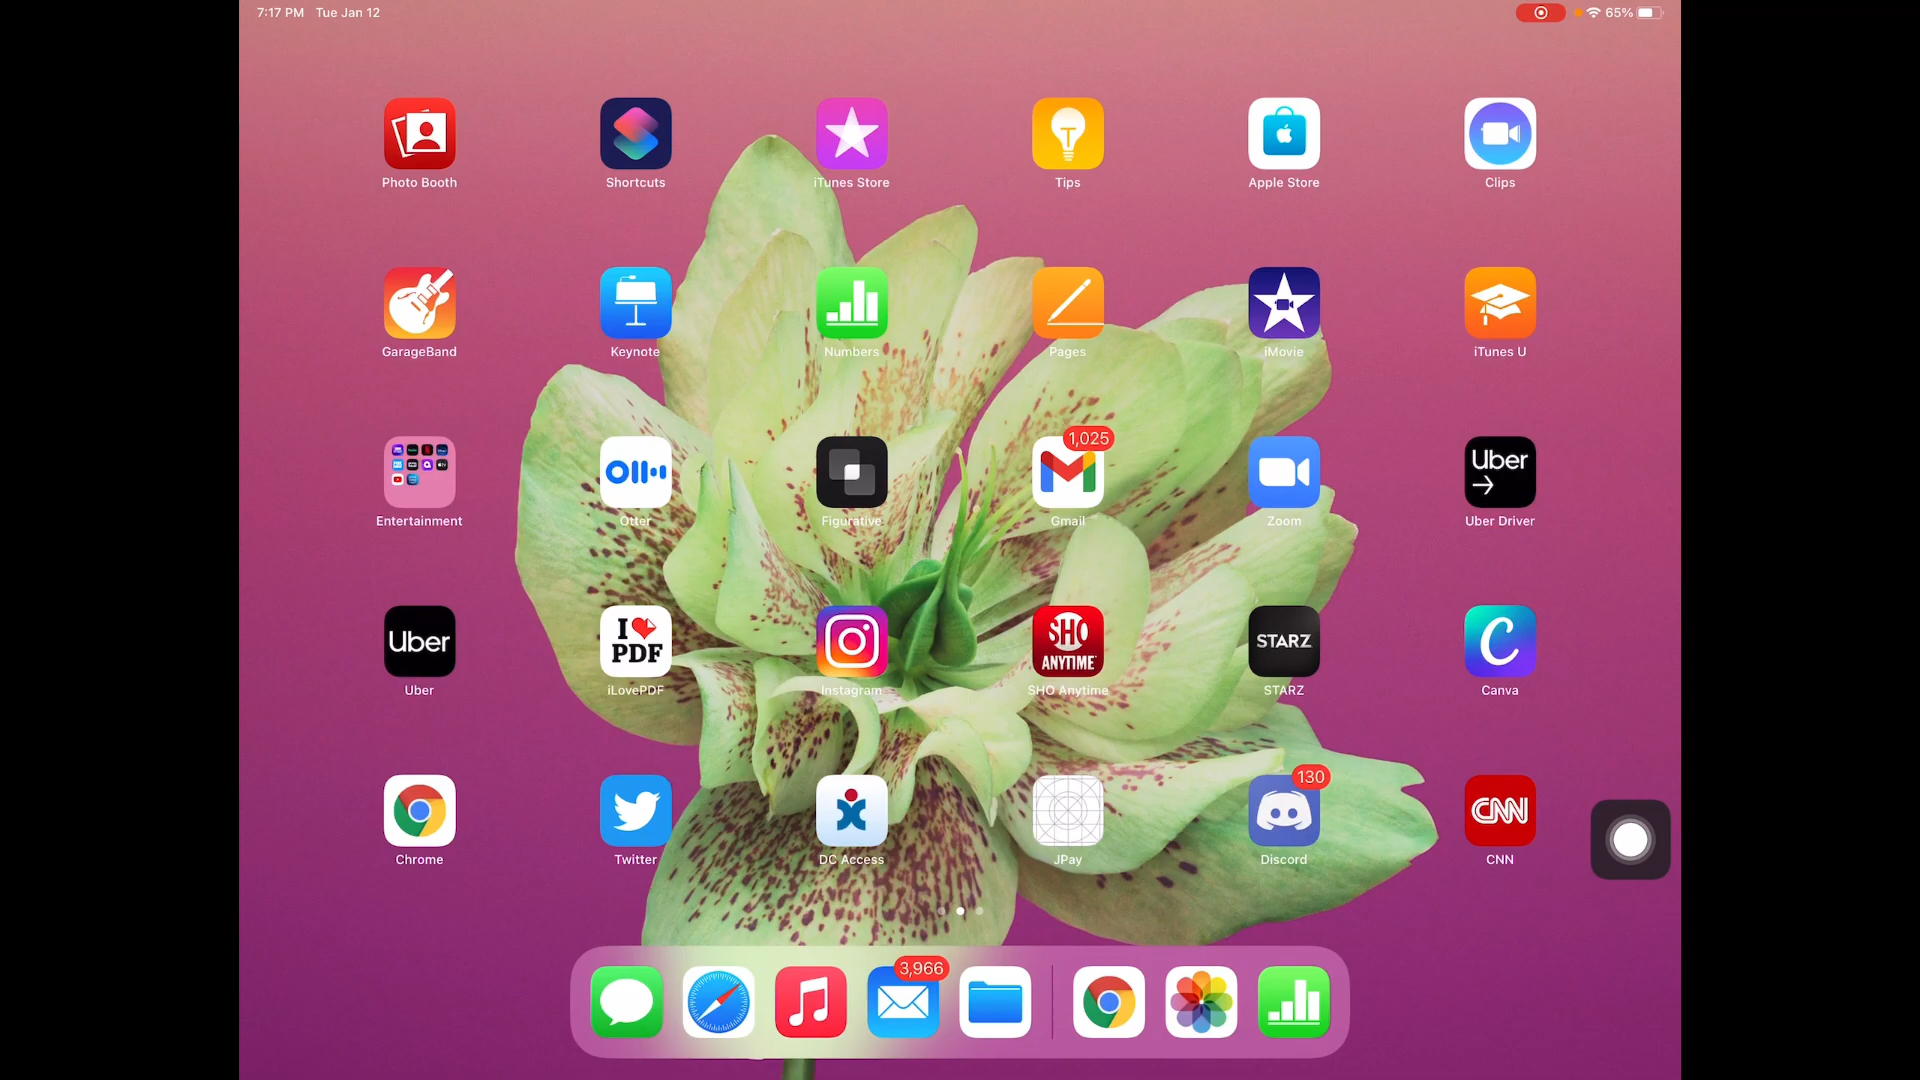 7:17 PM Tue Jan 12
65%
Photo Booth
Shortcuts
iTunes Store
Tips
Apple Store
Clips
GarageBand
Keynote
Numbers
Pages
iMovie
iTunes U
1,025
Uber
Entertainment
Otter
Figurative
Gmail
Zoom
Uber Driver
Uber
I
PDF
SHO
ANYTIME
STARZ
C
Uber
iLovePDF
Instagram
SHO Anytime
STARZ
Canva
130
CNN
Chrome
Twitter
DC Access
JPay
Discord
CNN
3,966